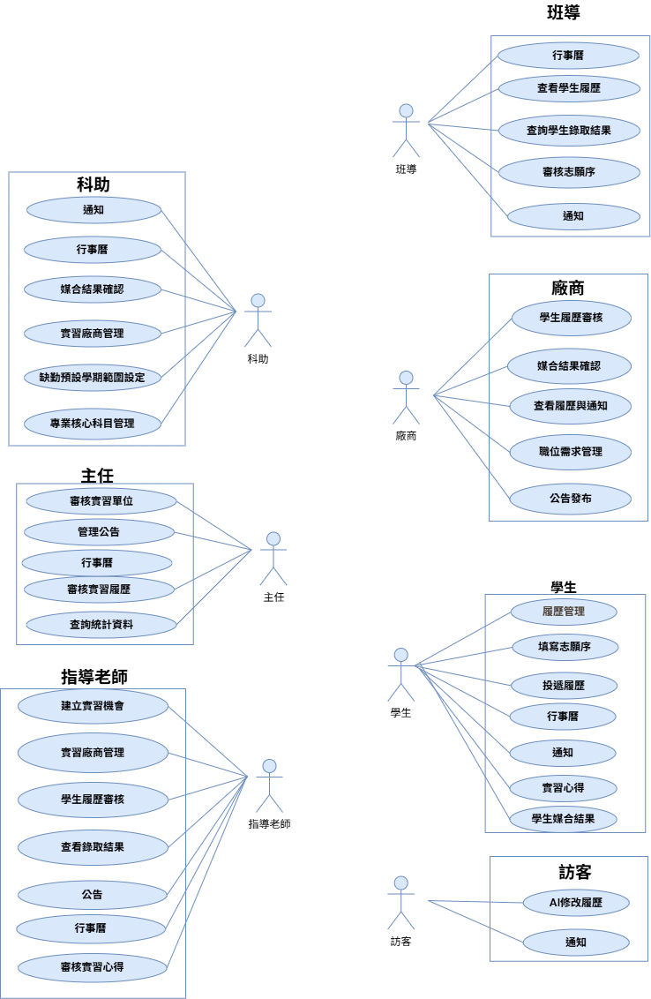 科助
通知
行事曆
媒合結果確認
實習廠商管理
缺勤預設學期範圍設定
專業核心科目管理
科助
主任
審核實習單位
管理公告
行事曆
審核實習履歷
查詢統計資料
主任
指導老師
建立實習機會
實習廠商管理
學生履歷審核
查看錄取結果
公告
行事曆
審核實習心得
指導老師
班導
行事曆
查看學生履歷
查詢學生錄取結果
審核志願序
通知
班導
廠商
學生履歷審核
媒合結果確認
查看履歷與通知
職位需求管理
公告發布
廠商
學生
履歷管理
填寫志願序
投遞履歷
行事曆
通知
實習心得
學生媒合結果
學生
訪客
AI修改履歷
通知
訪客